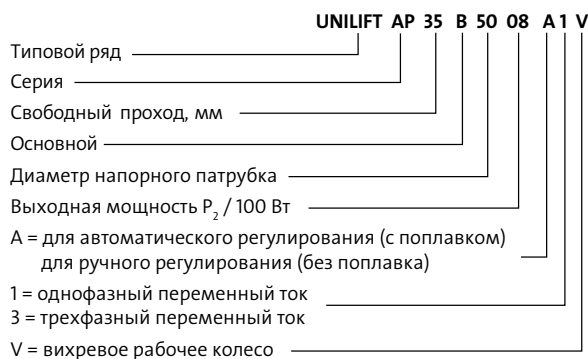 UNILIFT AP 35 B 50 08 A 1 V
Типовой ряд
Серия
Свободный проход, мм
Основной
Диаметр напорного патрубка
Выходная мощность P₂ / 100 Вт
А = для автоматического регулирования (с поплавком)
для ручного регулирования (без поплавка)
1 = однофазный переменный ток
3 = трехфазный переменный ток
V = вихревое рабочее колесо